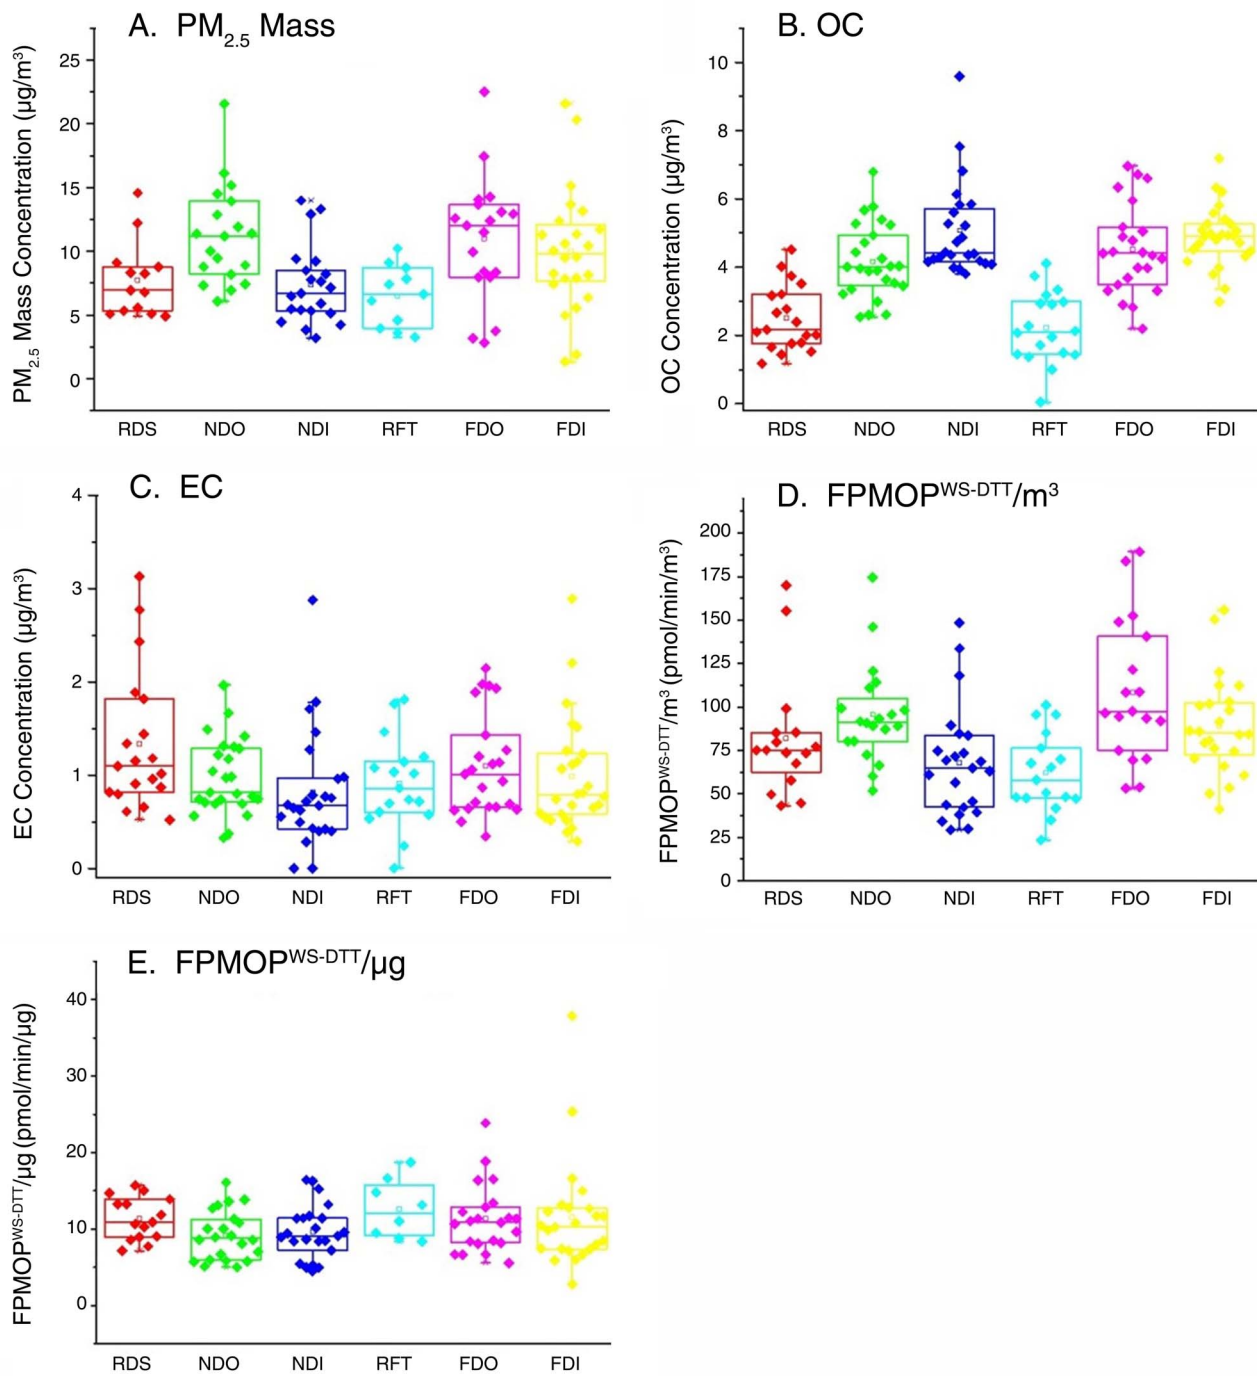 A. PM2.5 Mass
PM2.5 Mass Concentration (µg/m³)
25
20
15
10
5
0
RDS NDO NDI RFT FDO FDI
B. OC
OC Concentration (µg/m³)
10
8
6
4
2
0
RDS NDO NDI RFT FDO FDI
C. EC
EC Concentration (µg/m³)
4
3
2
1
0
RDS NDO NDI RFT FDO FDI
D. FPMOPWS-DTT/m³
FPMOPWS-DTT/m³ (pmol/min/m³)
200
175
150
125
100
75
50
25
0
RDS NDO NDI RFT FDO FDI
E. FPMOPWS-DTT/µg
FPMOPWS-DTT/µg (pmol/min/µg)
40
30
20
10
0
RDS NDO NDI RFT FDO FDI